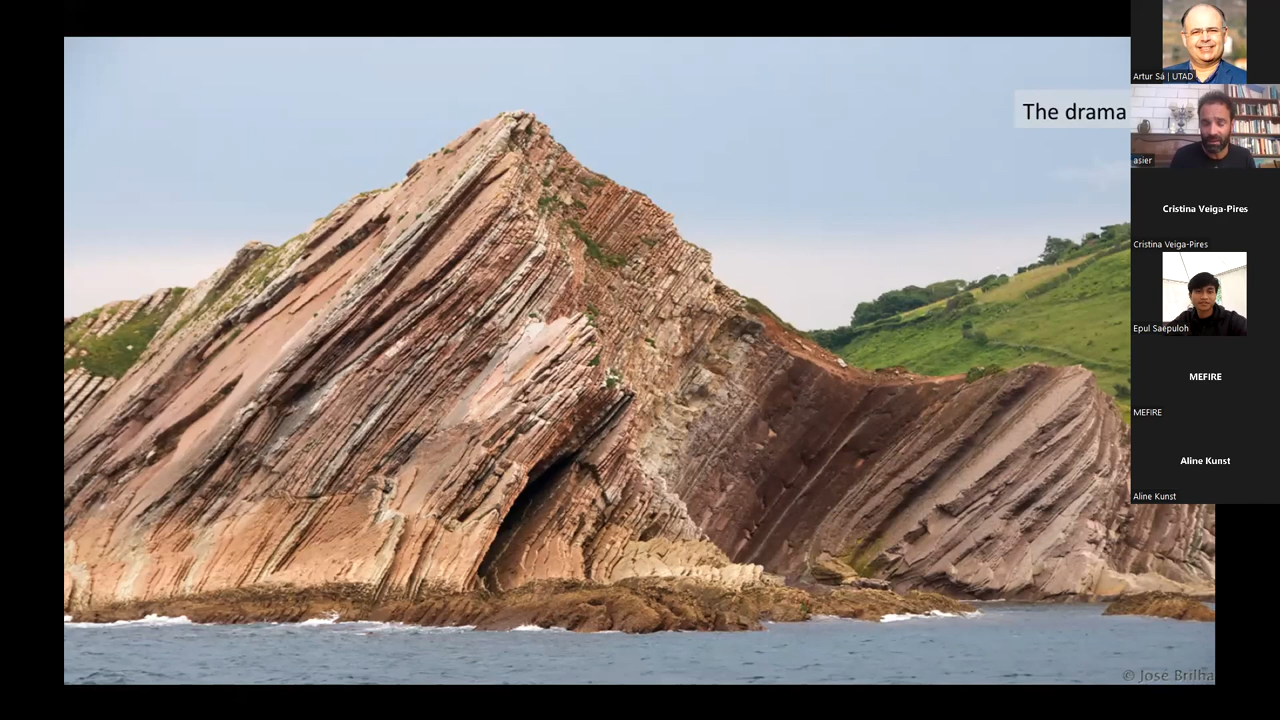 The drama
Artur Sá | UTAD
asier
Cristina Veiga-Pires
Cristina Veiga-Pires
Epul Saepuloh
MEFIRE
MEFIRE
Aline Kunst
Aline Kunst
© Jose Brilha